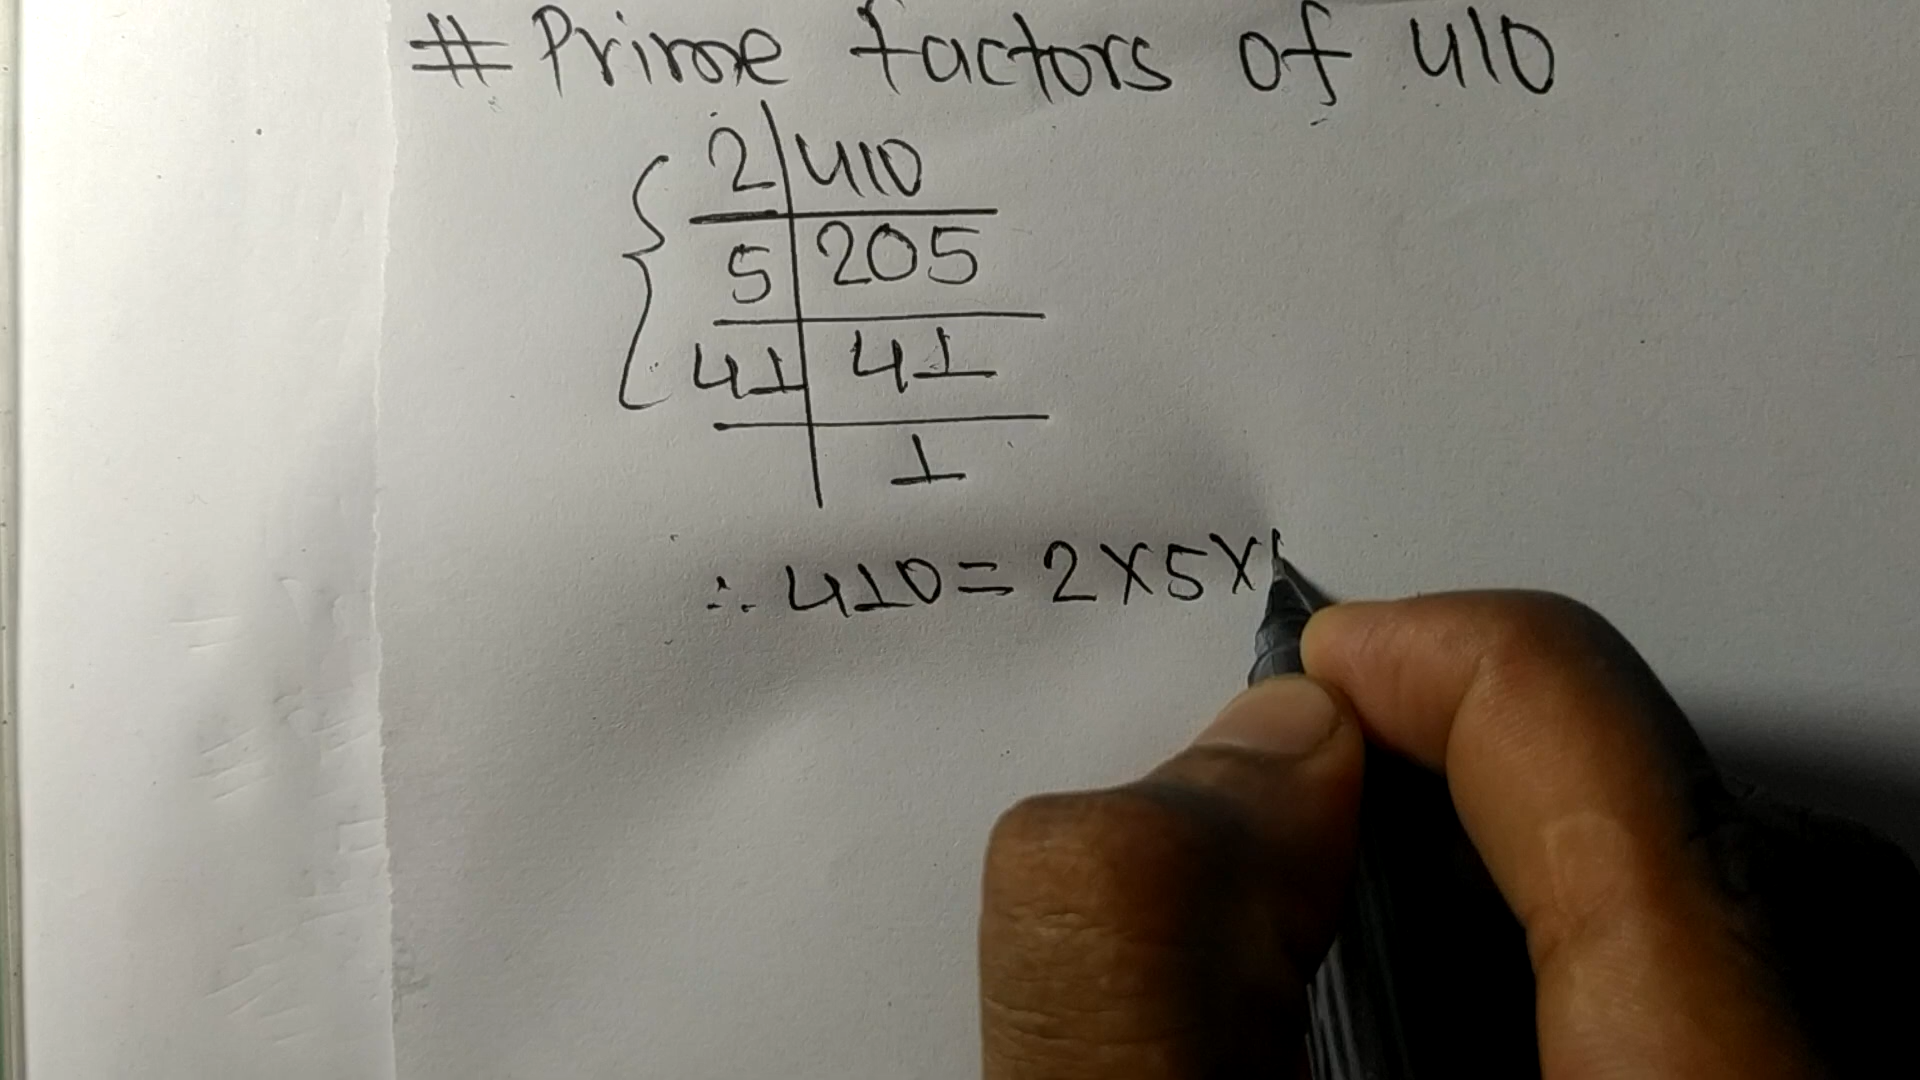 # Prime factors of 410
2 410
5 205
41 41
1
∴ 410 = 2×5×